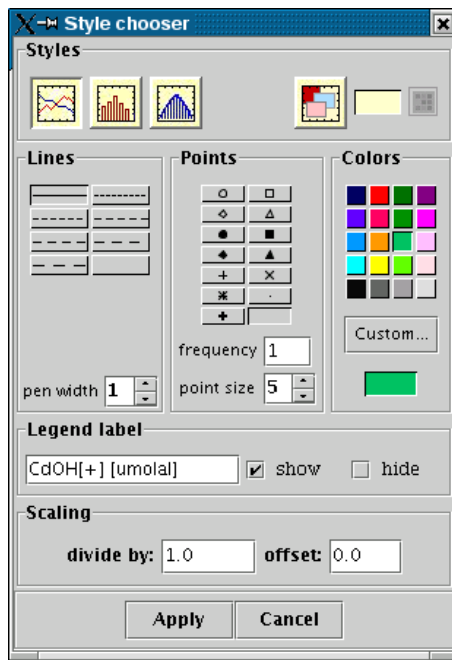 Style chooser
Styles
Lines
Points
Colors
frequency 1
Custom...
pen width 1
point size 5
Legend label
CdOH[+] [umolal]
show
hide
Scaling
divide by: 1.0
offset: 0.0
Apply
Cancel